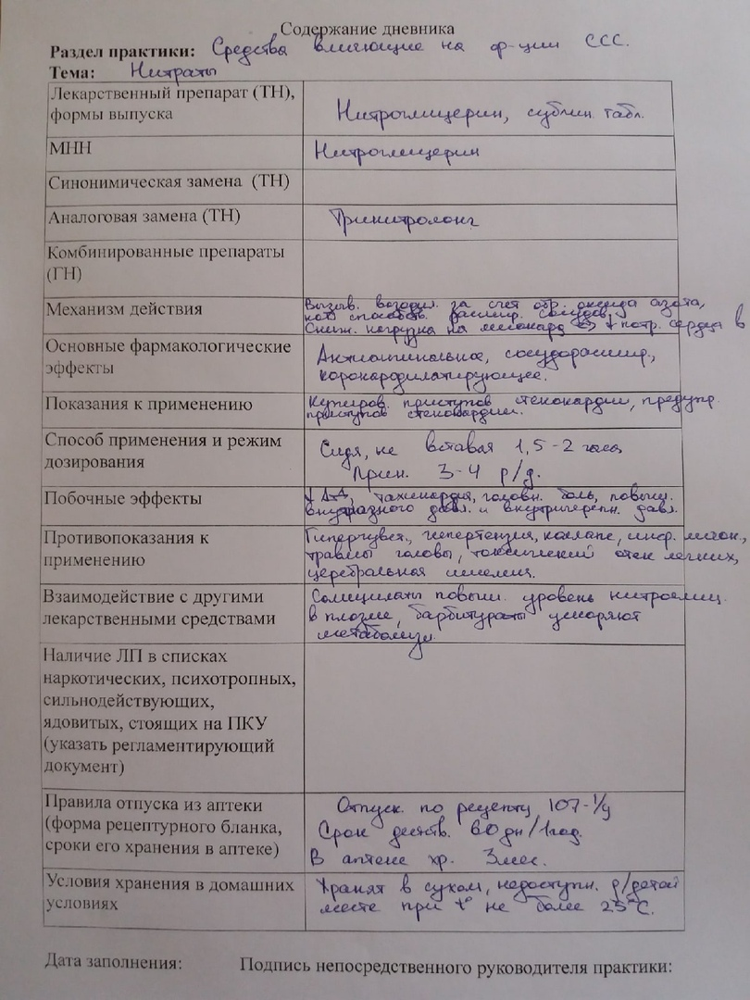 Содержание дневника
Раздел практики: Средства влияющие на ф-ции ССС.
Тема: Нитраты
Лекарственный препарат (ТН),
формы выпуска
Нитроглицерин, сублин. табл.
МНН
Нитроглицерин
Синонимическая замена (ТН)
Аналоговая замена (ТН)
Тринитролонг
Комбинированные препараты
(ТН)
Механизм действия
Вызыв. вазодил. за счет обр. оксида азота,
кот. способств. расшир. сосудов,
Сниж. нагрузка на миокард => ↓ потр. сердца в
Основные фармакологические
эффекты
Антиангинальное, сосудорасшир.,
коронародилатирующее.
Показания к применению
Купиров. приступов стенокардии, предупр.
приступов стенокардии.
Способ применения и режим
дозирования
Сидя, не вставая 1,5-2 часа
Прин. 3-4 р/д.
Побочные эффекты
↓ АД, тахикардия, головн. боль, повыш.
внутриглазного давл. и внутричерепн. давл.
Противопоказания к
применению
Гиперчувст., гипертензия, коллапс, инф. миок.,
травмы головы, токсический отек легких,
церебральная ишемия.
Взаимодействие с другими
лекарственными средствами
Салицилаты повыш. уровень нитроглиц.
в плазме, барбитураты ускоряют
метаболизм
Наличие ЛП в списках
наркотических, психотропных,
сильнодействующих,
ядовитых, стоящих на ПКУ
(указать регламентирующий
документ)
Правила отпуска из аптеки
(форма рецептурного бланка,
сроки его хранения в аптеке)
Отпуск. по рецепту 107-1/у
Срок действ. 60 дн/1год.
В аптеке хр. 3мес.
Условия хранения в домашних
условиях
Хранят в сухом, недоступн. д/детей
месте при t° не более 25°C.
Дата заполнения: Подпись непосредственного руководителя практики: